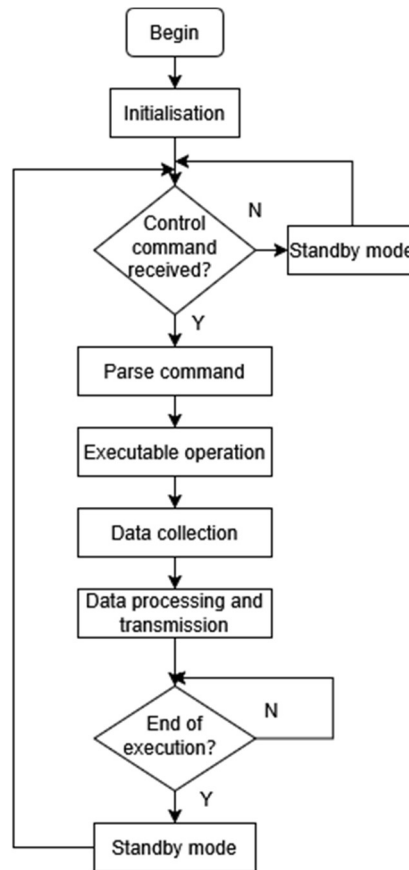 Begin
Initialisation
Control
command
received?
N
Standby mode
Y
Parse command
Executable operation
Data collection
Data processing and
transmission
End of
execution?
N
Y
Standby mode